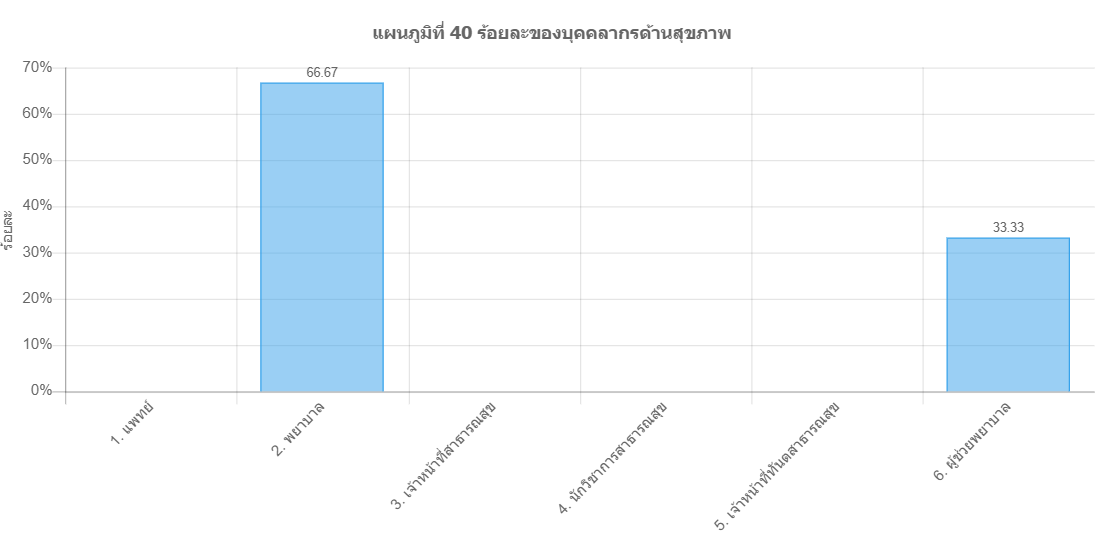 แผนภูมิที่ 40 ร้อยละของบุคคลากรด้านสุขภาพ
ร้อยละ
70%
60%
50%
40%
30%
20%
10%
0%
66.67
33.33
1. แพทย์
2. พยาบาล
3. เจ้าหน้าที่สาธารณสุข
4. นักวิชาการสาธารณสุข
5. เจ้าหน้าที่ทันตสาธารณสุข
6. ผู้ช่วยพยาบาล